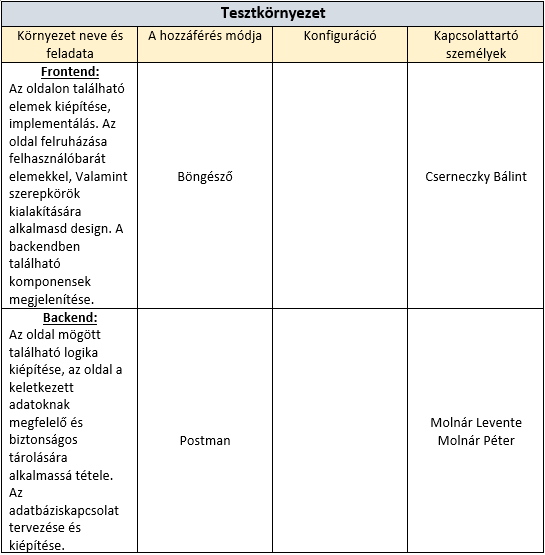 Tesztkörnyezet
Környezet neve és
feladata
A hozzáférés módja
Konfiguráció
Kapcsolattartó
személyek
Frontend:
Az oldalon található
elemek kiépítése,
implementálás. Az
oldal felruházása
felhasználóbarát
elemekkel, Valamint
szerepkörök
kialakítására
alkalmasd design. A
backendben
található
komponensek
megjelenítése.
Böngésző
Cserneczky Bálint
Backend:
Az oldal mögött
található logika
kiépítése, az oldal a
keletkezett
adatoknak
megfelelő és
biztonságos
tárolására
alkalmassá tétele.
Az
adatbáziskapcsolat
tervezése és
kiépítése.
Postman
Molnár Levente
Molnár Péter